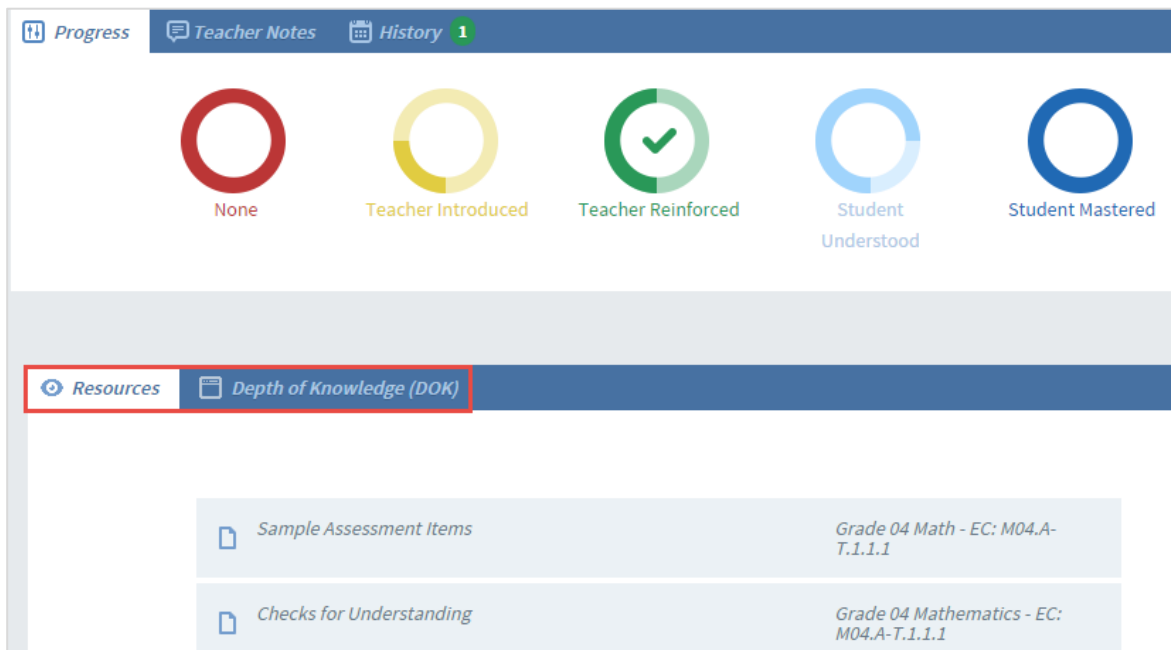 Progress Teacher Notes History 1
None Teacher Introduced Teacher Reinforced Student Student Mastered
Understood
Resources Depth of Knowledge (DOK)
Sample Assessment Items Grade 04 Math - EC: M04.A-
T.1.1.1
Checks for Understanding Grade 04 Mathematics - EC:
M04.A-T.1.1.1